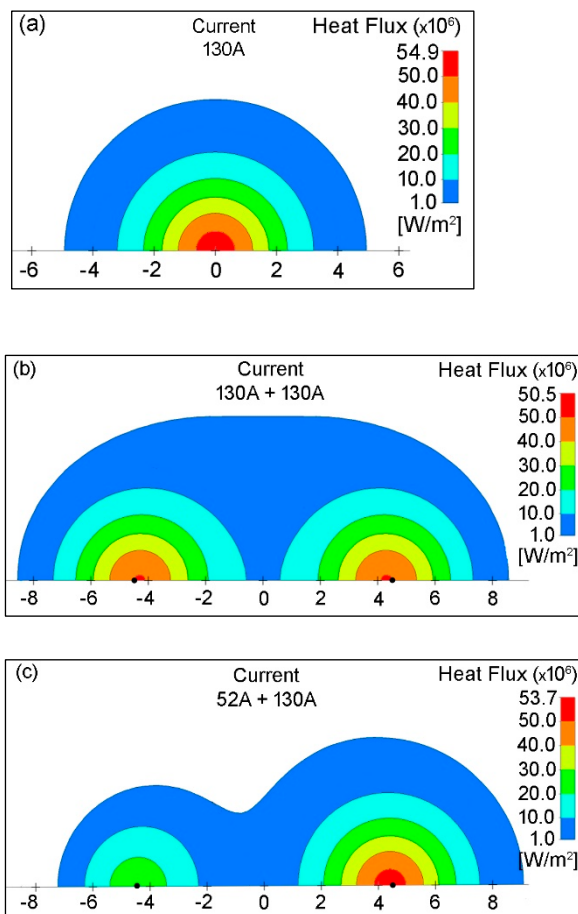 (a)
Current
130A
Heat Flux (x10⁶)
54.9
50.0
40.0
30.0
20.0
10.0
1.0
[W/m²]
-6 -4 -2 0 2 4 6
(b)
Current
130A + 130A
Heat Flux (x10⁶)
50.5
50.0
40.0
30.0
20.0
10.0
1.0
[W/m²]
-8 -6 -4 -2 0 2 4 6 8
(c)
Current
52A + 130A
Heat Flux (x10⁶)
53.7
50.0
40.0
30.0
20.0
10.0
1.0
[W/m²]
-8 -6 -4 -2 0 2 4 6 8